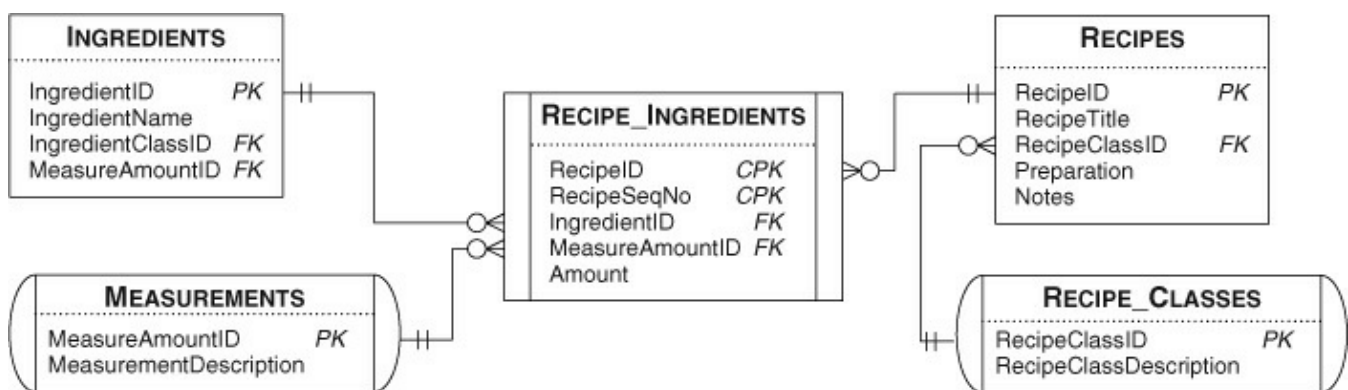 INGREDIENTS
IngredientID PK
IngredientName
IngredientClassID FK
MeasureAmountID FK
RECIPE_INGREDIENTS
RecipeID CPK
RecipeSeqNo CPK
IngredientID FK
MeasureAmountID FK
Amount
RECIPES
RecipeID PK
RecipeTitle
RecipeClassID FK
Preparation
Notes
MEASUREMENTS
MeasureAmountID PK
MeasurementDescription
RECIPE_CLASSES
RecipeClassID PK
RecipeClassDescription